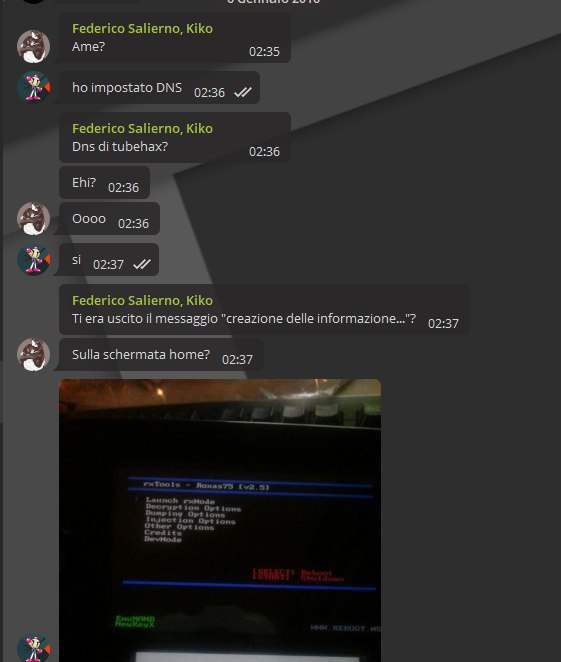 Federico Salierno, Kiko
Ame?
02:35
ho impostato DNS
02:36
Federico Salierno, Kiko
Dns di tubehax?
02:36
Ehi?
02:36
Oooo
02:36
si
02:37
Federico Salierno, Kiko
Ti era uscito il messaggio "creazione delle informazione..."?
02:37
Sulla schermata home?
02:37
rxTools - Roxas75 [v2.5]
Launch rxMode
Decryption Options
Dumping Options
Injection Options
Other Options
Credits
DevMode
[SELECT] Reboot
[START] Shutdown
EmuNAND
NewKeyX
WWW.REBOOT.MS